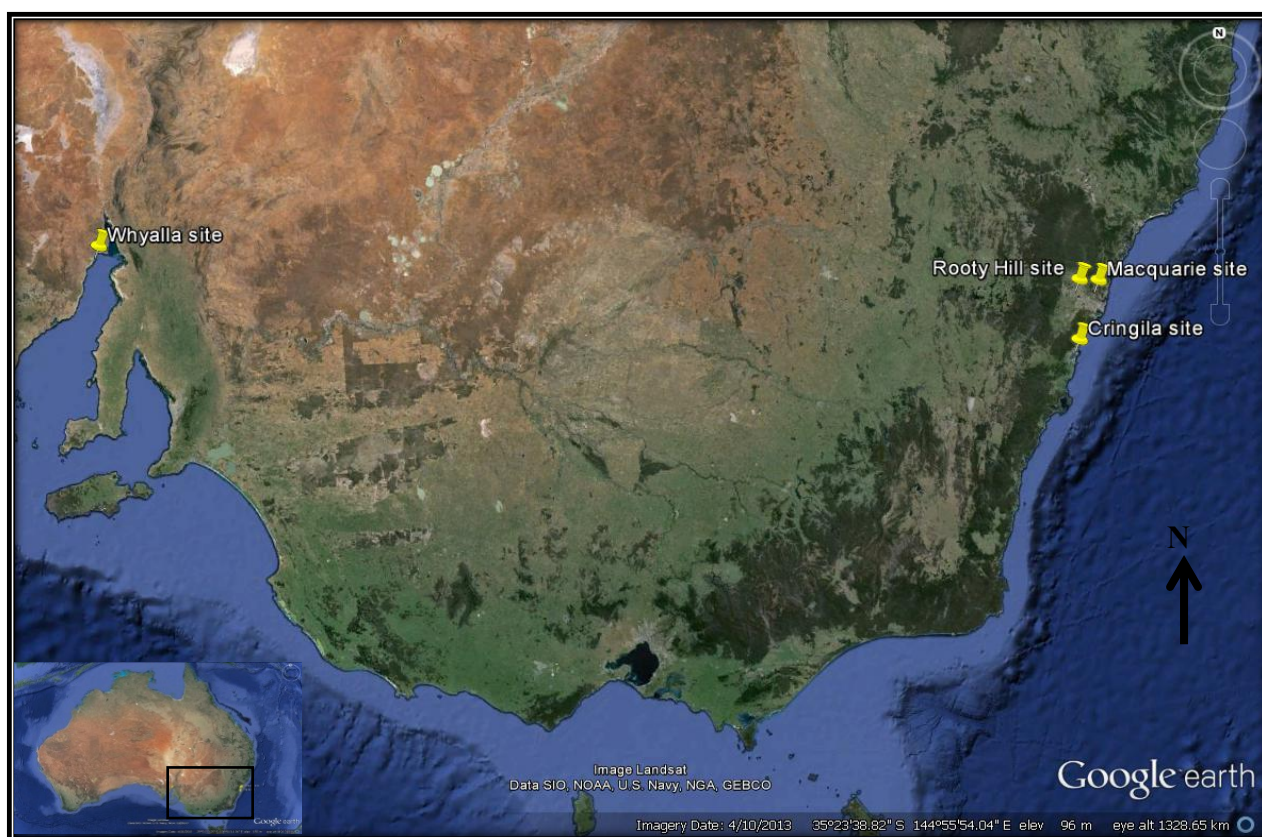 N
Whyalla site
Rooty Hill site
Macquarie site
Cringila site
N
Image Landsat
Data SIO, NOAA, U.S. Navy, NGA, GEBCO
Google earth
Google earth
Imagery Date: 4/10/2013 35°23'38.82" S 144°55'54.04" E elev 96 m eye alt 1328.65 km